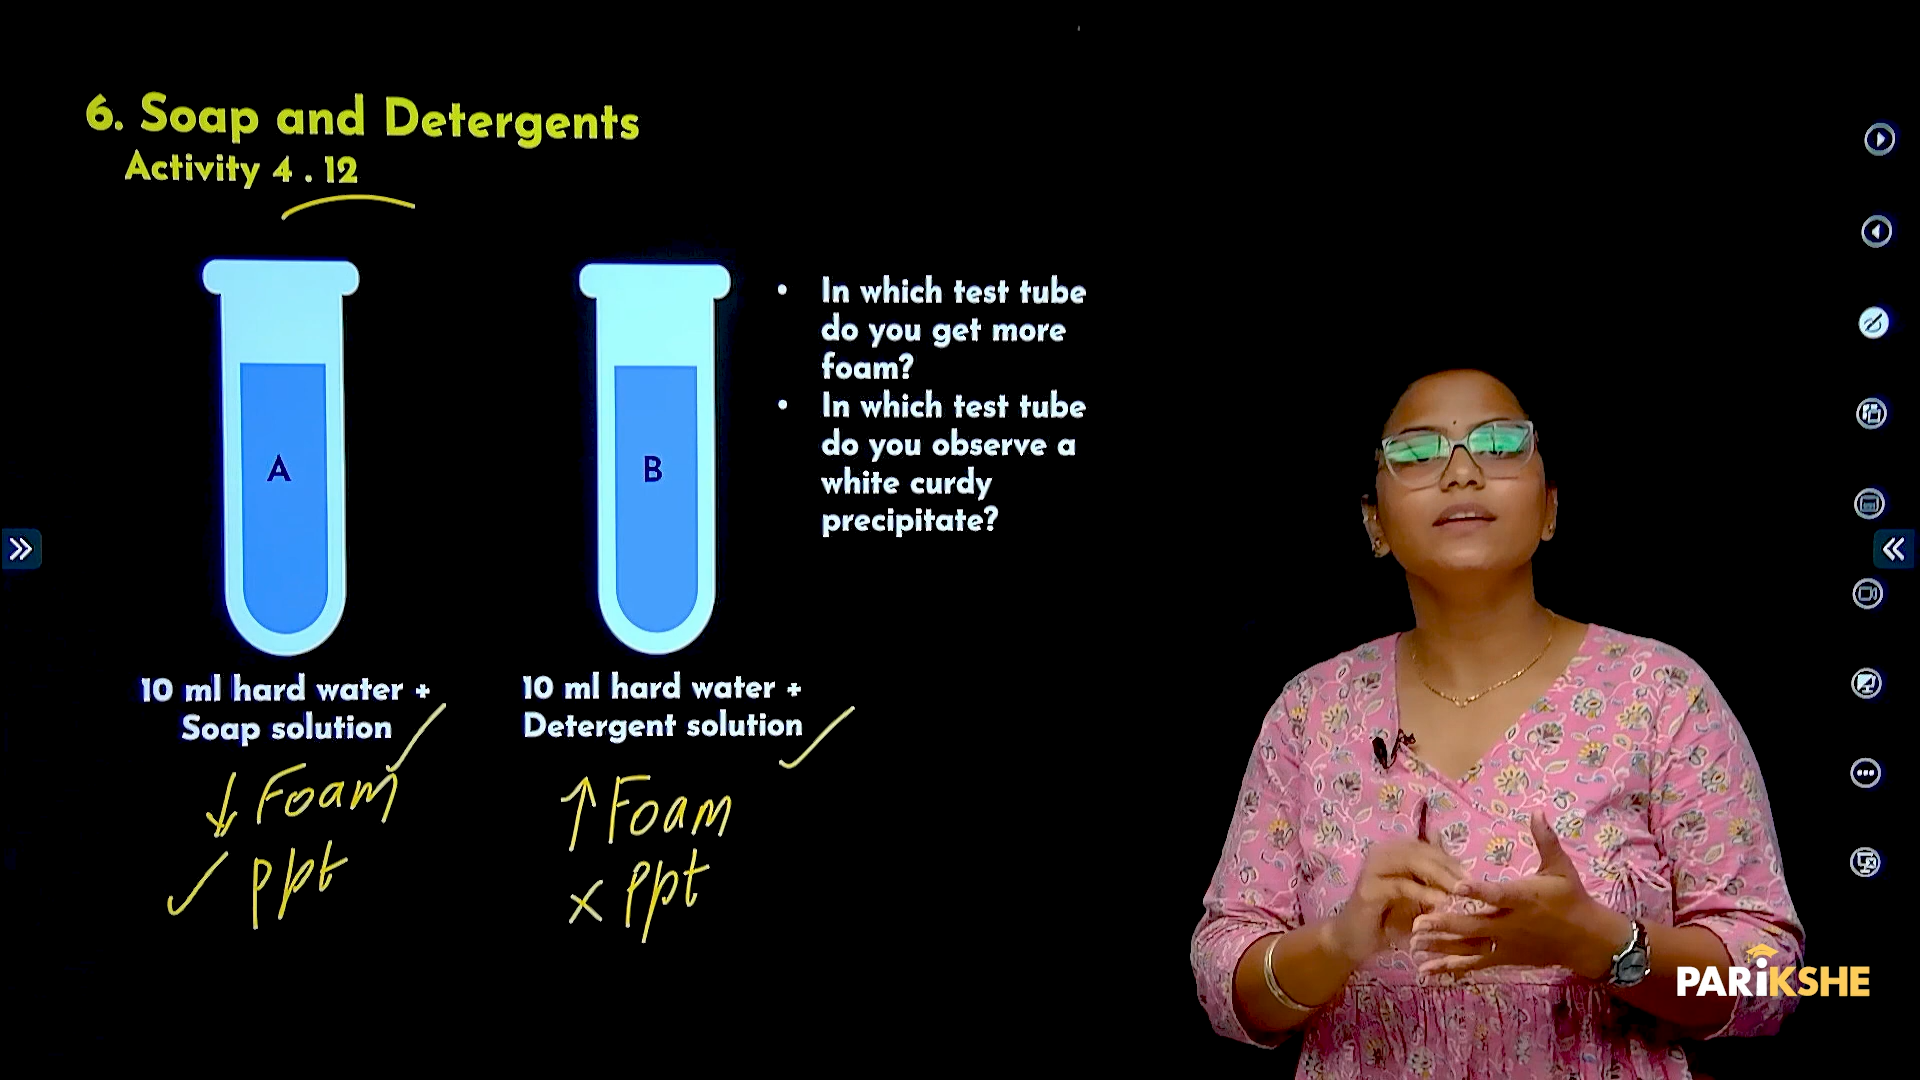 6. Soap and Detergents
Activity 4 . 12
A
B
• In which test tube
do you get more
foam?
• In which test tube
do you observe a
white curdy
precipitate?
10 ml hard water +
Soap solution
10 ml hard water +
Detergent solution
↓ Foam
✓ ppt
↑ Foam
× ppt
PARiKSHE